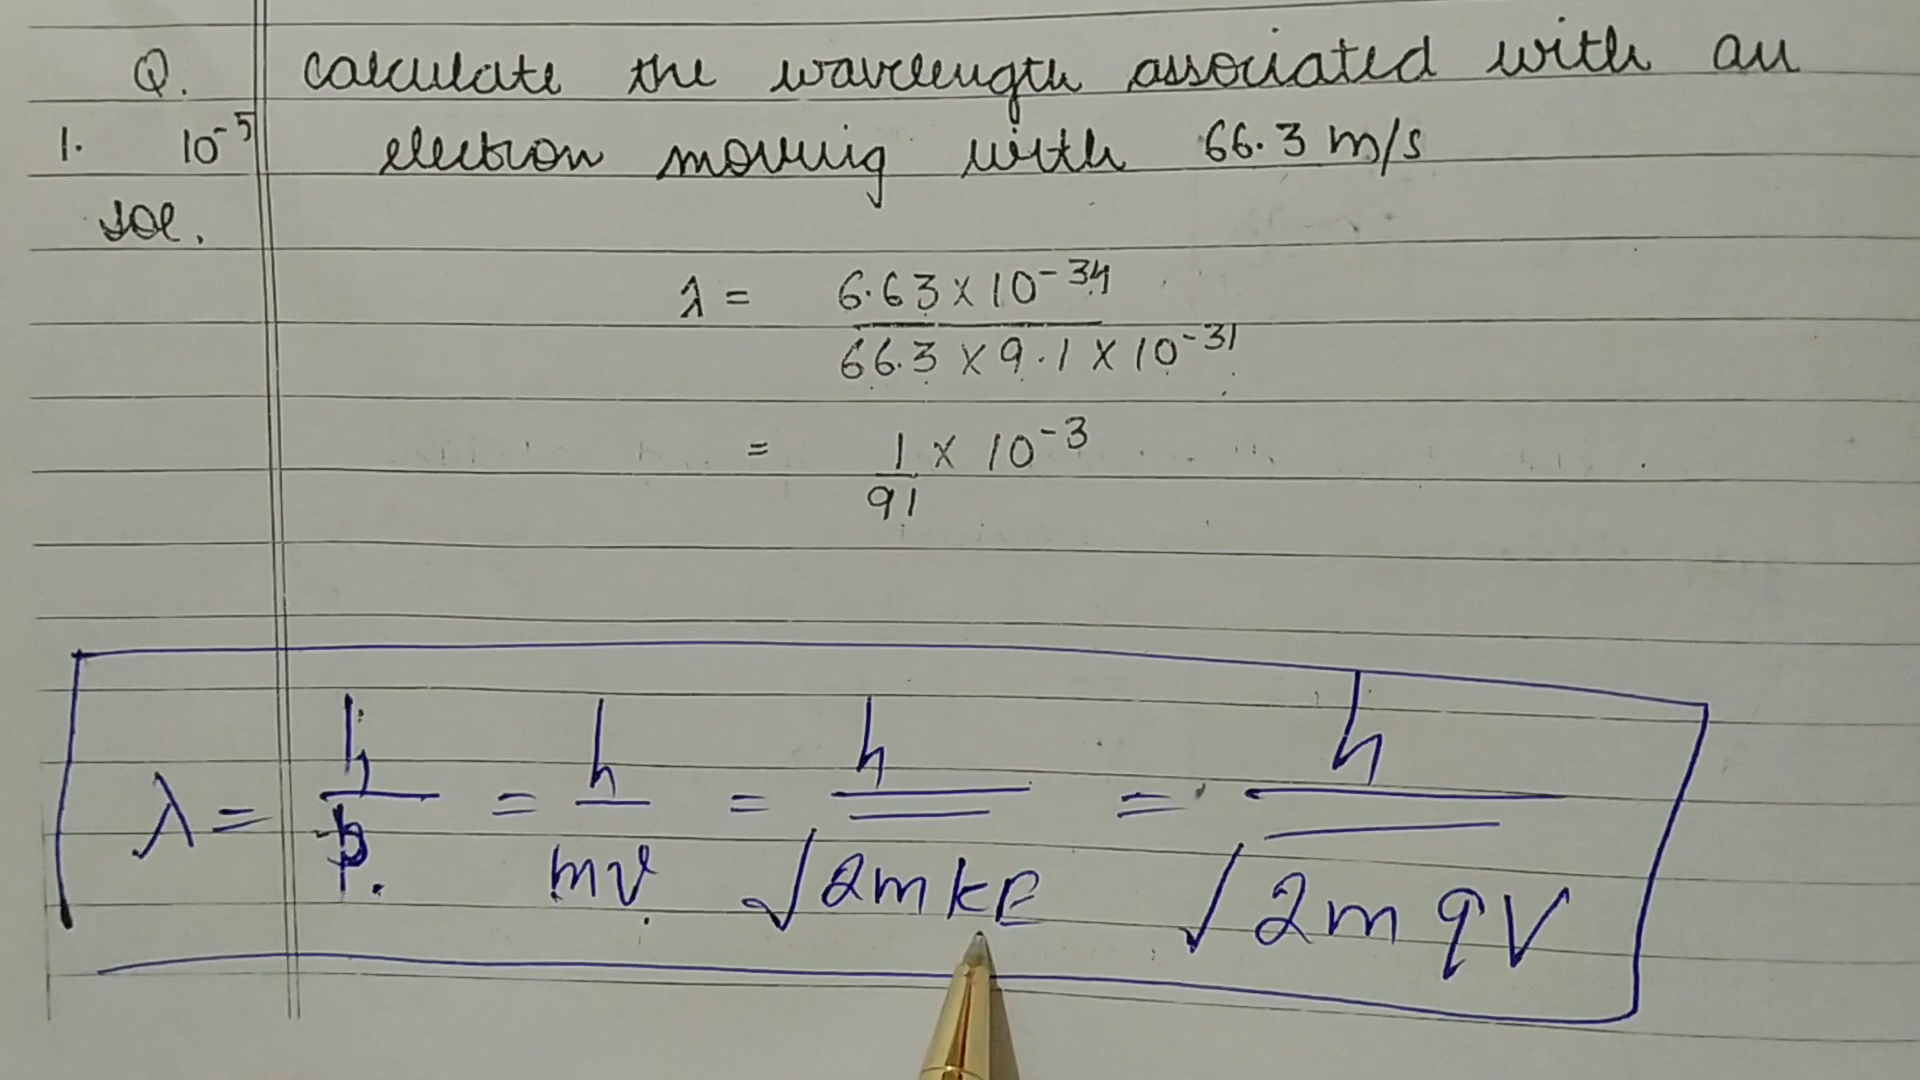 Q. calculate the wavelength associated with an
1. 10⁻⁵ electron moving with 66.3 m/s
sol.
λ = 6.63 × 10⁻³⁴
66.3 × 9.1 × 10⁻³¹
= 1 × 10⁻³
91
λ = h/p. = h/mv = h/√2mKE = h/√2mqV